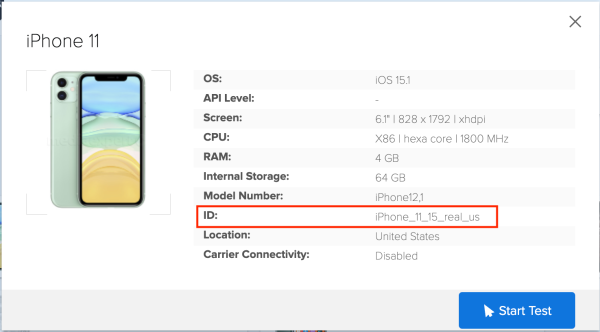 iPhone 11
OS: iOS 15.1
API Level: -
Screen: 6.1" | 828 x 1792 | xhdpi
CPU: X86 | hexa core | 1800 MHz
RAM: 4 GB
Internal Storage: 64 GB
Model Number: iPhone12,1
ID: iPhone_11_15_real_us
Location: United States
Carrier Connectivity: Disabled
Start Test